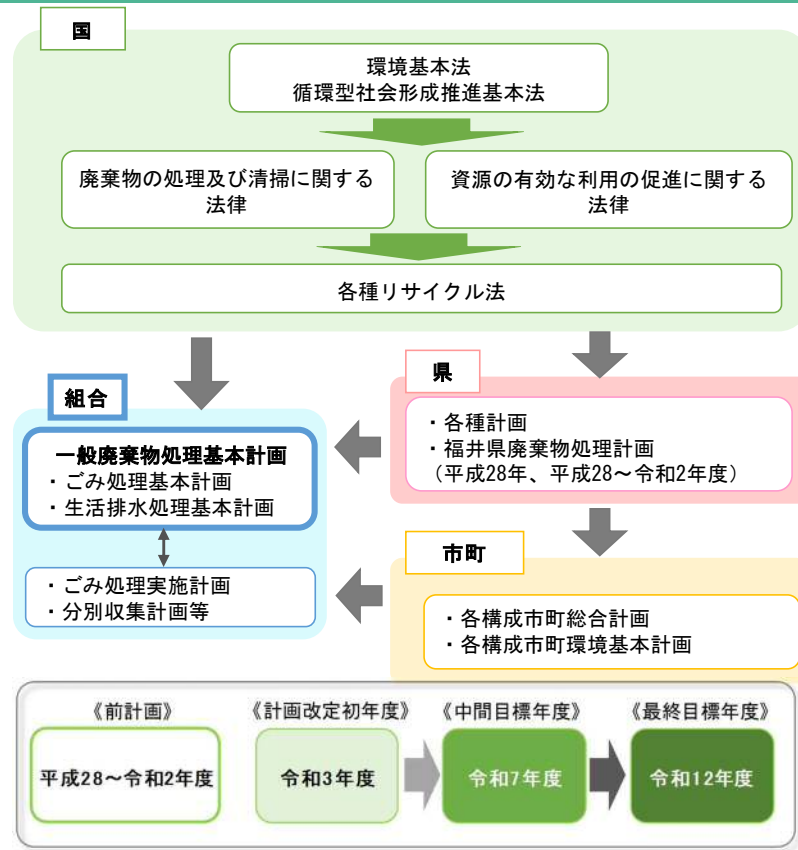 国
環境基本法
循環型社会形成推進基本法
廃棄物の処理及び清掃に関する
法律
資源の有効な利用の促進に関する
法律
各種リサイクル法
県
・各種計画
・福井県廃棄物処理計画
（平成28年、平成28～令和2年度）
組合
一般廃棄物処理基本計画
・ごみ処理基本計画
・生活排水処理基本計画
・ごみ処理実施計画
・分別収集計画等
市町
・各構成市町総合計画
・各構成市町環境基本計画
《前計画》
平成28～令和2年度
《計画改定初年度》
令和3年度
《中間目標年度》
令和7年度
《最終目標年度》
令和12年度